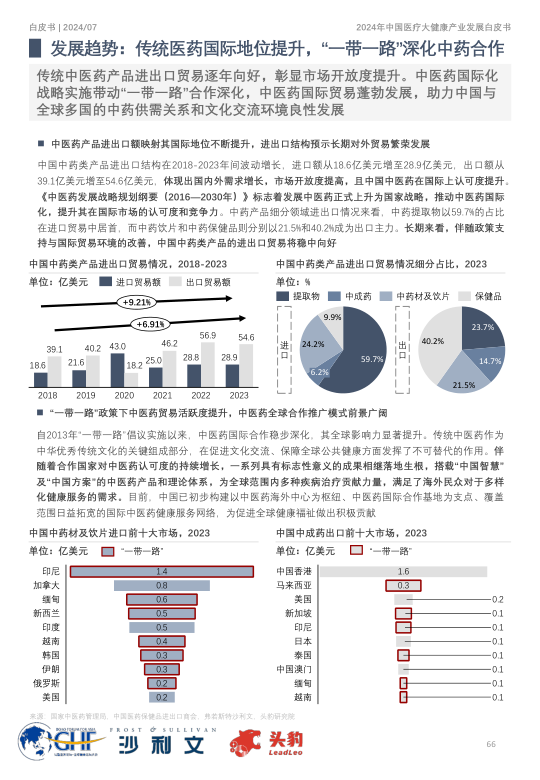 白皮书 | 2024/07
2024年中国医疗大健康产业发展白皮书
发展趋势：传统医药国际地位提升，“一带一路”深化中药合作
传统中医药产品进出口贸易逐年向好，彰显市场开放度提升。中医药国际化
战略实施带动“一带一路”合作深化，中医药国际贸易蓬勃发展，助力中国与
全球多国的中药供需关系和文化交流环境良性发展
■ 中医药产品进出口额映射其国际地位不断提升，进出口结构预示长期对外贸易繁荣发展
中国中药类产品进出口结构在2018-2023年间波动增长，进口额从18.6亿美元增至28.9亿美元，出口额从
39.1亿美元增至54.6亿美元，体现出国内外需求增长，市场开放度提高，且中国中医药在国际上认可度提升。
《中医药发展战略规划纲要（2016—2030年）》标志着发展中医药正式上升为国家战略，推动中医药国际
化，提升其在国际市场的认可度和竞争力。中药产品细分领域进出口情况来看，中药提取物以59.7%的占比
在进口贸易中居首，而中药饮片和中药保健品则分别以21.5%和40.2%成为出口主力。长期来看，伴随政策支
持与国际贸易环境的改善，中国中药类产品的进出口贸易将稳中向好
中国中药类产品进出口贸易情况，2018-2023
单位：亿美元
进口贸易额
出口贸易额
+9.21%
+6.91%
18.6
39.1
21.6
40.2
43.0
18.2
25.0
46.2
28.8
56.9
28.9
54.6
2018
2019
2020
2021
2022
2023
中国中药类产品进出口贸易情况细分占比，2023
单位：%
提取物
中成药
中药材及饮片
保健品
进口
59.7%
6.2%
24.2%
9.9%
出口
23.7%
14.7%
21.5%
40.2%
■ “一带一路”政策下中医药贸易活跃度提升，中医药全球合作推广模式前景广阔
自2013年“一带一路”倡议实施以来，中医药国际合作稳步深化，其全球影响力显著提升。传统中医药作为
中华优秀传统文化的关键组成部分，在促进文化交流、保障全球公共健康方面发挥了不可替代的作用。伴
随着合作国家对中医药认可度的持续增长，一系列具有标志性意义的成果相继落地生根，搭载“中国智慧”
及“中国方案”的中医药产品和理论体系，为全球范围内多种疾病治疗贡献力量，满足了海外民众对于多样
化健康服务的需求。目前，中国已初步构建以中医药海外中心为枢纽、中医药国际合作基地为支点、覆盖
范围日益拓宽的国际中医药健康服务网络，为促进全球健康福祉做出积极贡献
中国中药材及饮片进口前十大市场，2023
单位：亿美元
“一带一路”
印尼 1.4
加拿大 0.8
缅甸 0.6
新西兰 0.5
印度 0.5
越南 0.4
韩国 0.3
伊朗 0.3
俄罗斯 0.2
美国 0.2
中国中成药出口前十大市场，2023
单位：亿美元
“一带一路”
中国香港 1.6
马来西亚 0.3
美国 0.2
新加坡 0.1
印尼 0.1
日本 0.1
泰国 0.1
中国澳门 0.1
缅甸 0.1
越南 0.1
来源：国家中医药管理局，中国医药保健品进出口商会，弗若斯特沙利文，头豹研究院
GHF
FROST & SULLIVAN
沙利文
头豹
LeadLeo
66